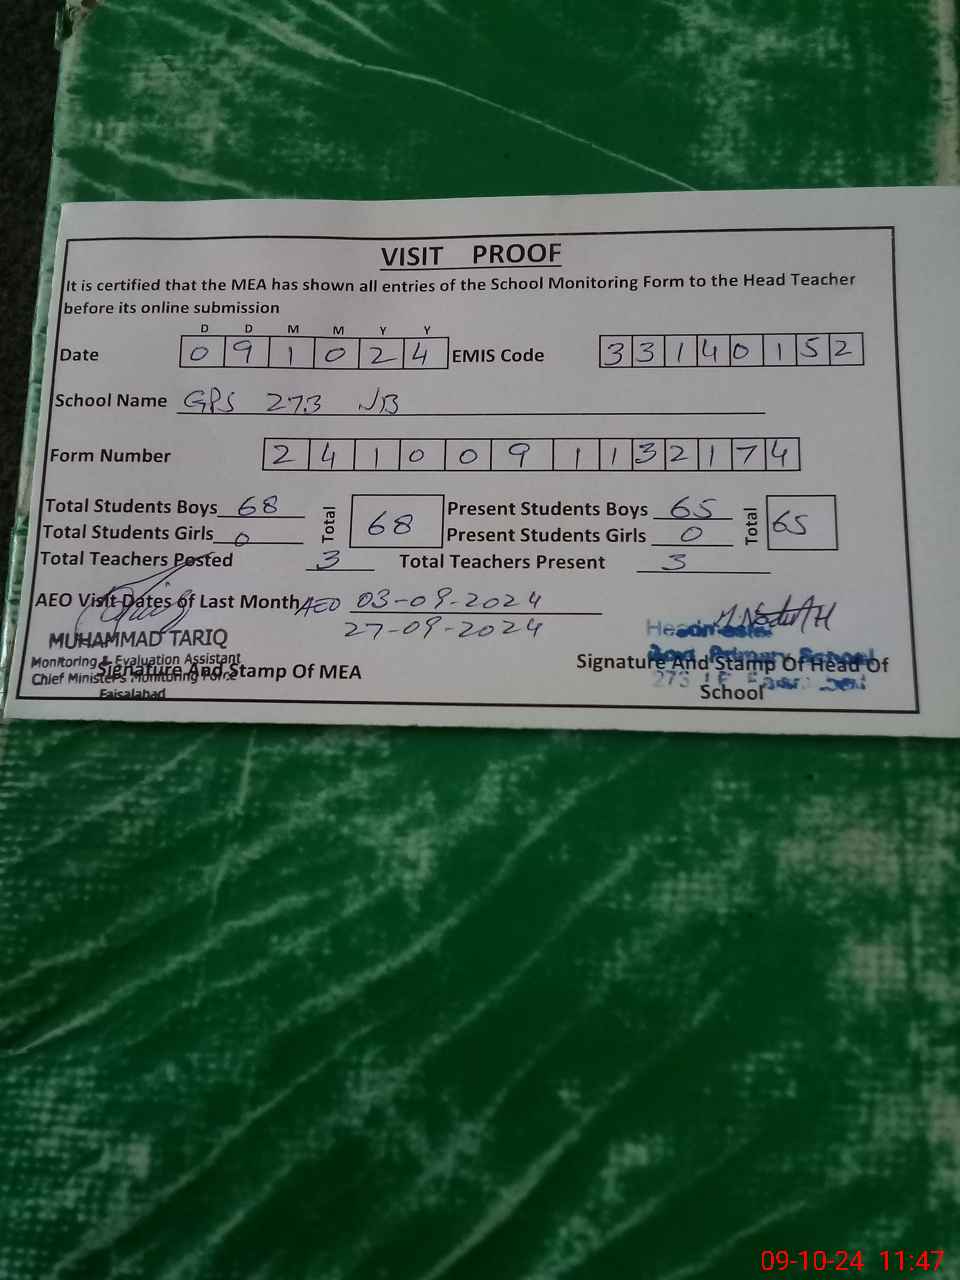 VISIT PROOF
It is certified that the MEA has shown all entries of the School Monitoring Form to the Head Teacher
before its online submission
D D M M Y Y
Date 0 9 1 0 2 4 EMIS Code 3 3 1 4 0 1 5 2
School Name GPS 273 JB
Form Number 2 4 1 0 0 9 1 1 3 2 1 7 4
Total Students Boys 68 Total 68 Present Students Boys 65 Total 65
Total Students Girls 0 Present Students Girls 0
Total Teachers Posted 3 Total Teachers Present 3
AEO Visit Dates of Last Month AEO 03-09-2024
27-09-2024
MUHAMMAD TARIQ
Headmaster
Monitoring & Evaluation Assistant
Govt Primary School
Chief Minister's Monitoring Force
Signature And Stamp Of MEA
Signature And Stamp Of Head Of
School
273
Faisalabad
09-10-24 11:47